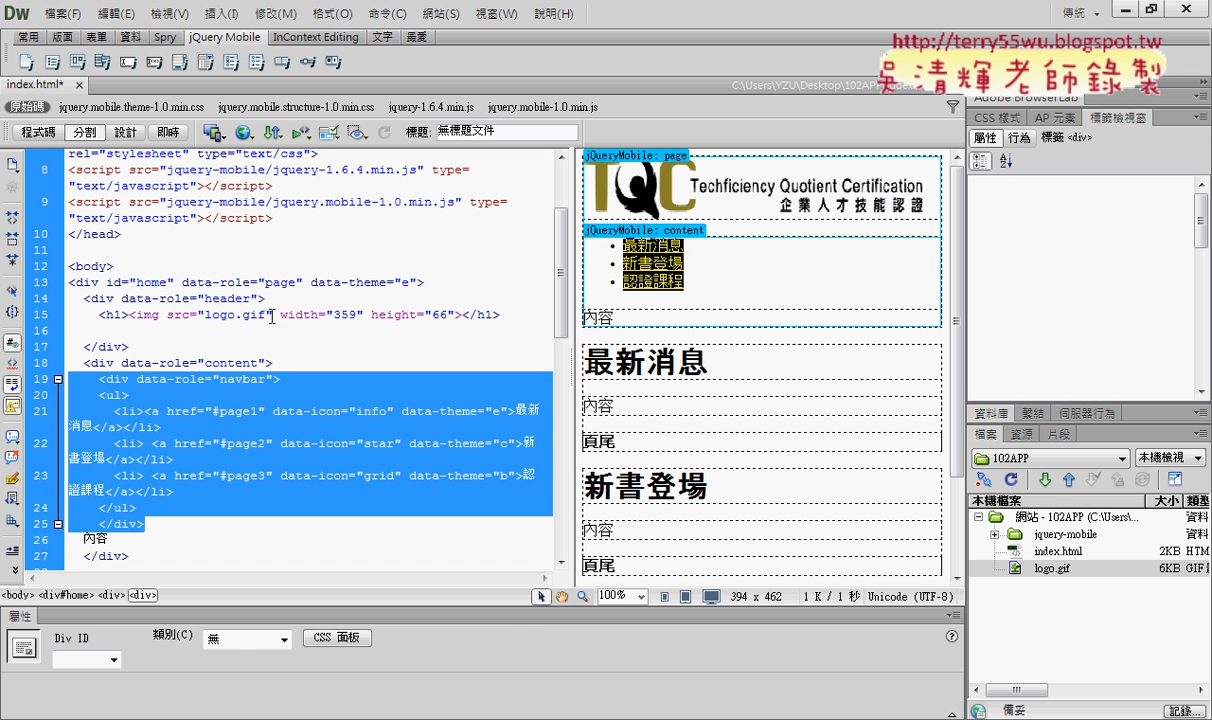 Dw 檔案(F) 編輯(E) 檢視(V) 插入(I) 修改(M) 格式(O) 命令(C) 網站(S) 視窗(W) 說明(H) 傳統
常用 版面 表單 資料 Spry jQuery Mobile InContext Editing 文字 我的最愛
http://terry55wu.blogspot.tw
吳清輝老師錄製
index.html* C:\Users\YZU\Desktop\102APP
Adobe BrowserLab
原始碼 jquery.mobile.theme-1.0.min.css jquery.mobile.structure-1.0.min.css jquery-1.6.4.min.js jquery.mobile-1.0.min.js
CSS 樣式 AP 元素 標籤檢視窗
程式碼 分割 設計 即時 標題: 無標題文件
屬性 行為 標籤 <div>
rel="stylesheet" type="text/css">
8 <script src="jquery-mobile/jquery-1.6.4.min.js" type=
"text/javascript"></script>
9 <script src="jquery-mobile/jquery.mobile-1.0.min.js" type=
"text/javascript"></script>
10 </head>
11
12 <body>
13 <div id="home" data-role="page" data-theme="e">
14 <div data-role="header">
15 <h1><img src="logo.gif" width="359" height="66"></h1>
16
17 </div>
18 <div data-role="content">
19 <div data-role="navbar">
20 <ul>
21 <li><a href="#page1" data-icon="info" data-theme="e">最新
消息</a></li>
22 <li> <a href="#page2" data-icon="star" data-theme="c">新
書登場</a></li>
23 <li> <a href="#page3" data-icon="grid" data-theme="b">認
證課程</a></li>
24 </ul>
25 </div>
26 內容
27 </div>
jQueryMobile: page
TQC Techficiency Quotient Certification
企業人才技能認證
jQueryMobile: content
最新消息
新書登場
認證課程
內容
最新消息
內容
頁尾
新書登場
內容
頁尾
資料庫 繫結 伺服器行為
檔案 資源 片段
102APP 本機檢視
本機檔案 大小 類型
網站 - 102APP (C:\Users\... 資料
jquery-mobile 資料
index.html 2KB HTM
logo.gif 6KB GIF
<body> <div#home> <div> <div> 100% 394 x 462 1 K / 1 秒 Unicode (UTF-8)
屬性
Div ID 類別(C) 無 CSS 面板
備妥 記錄...